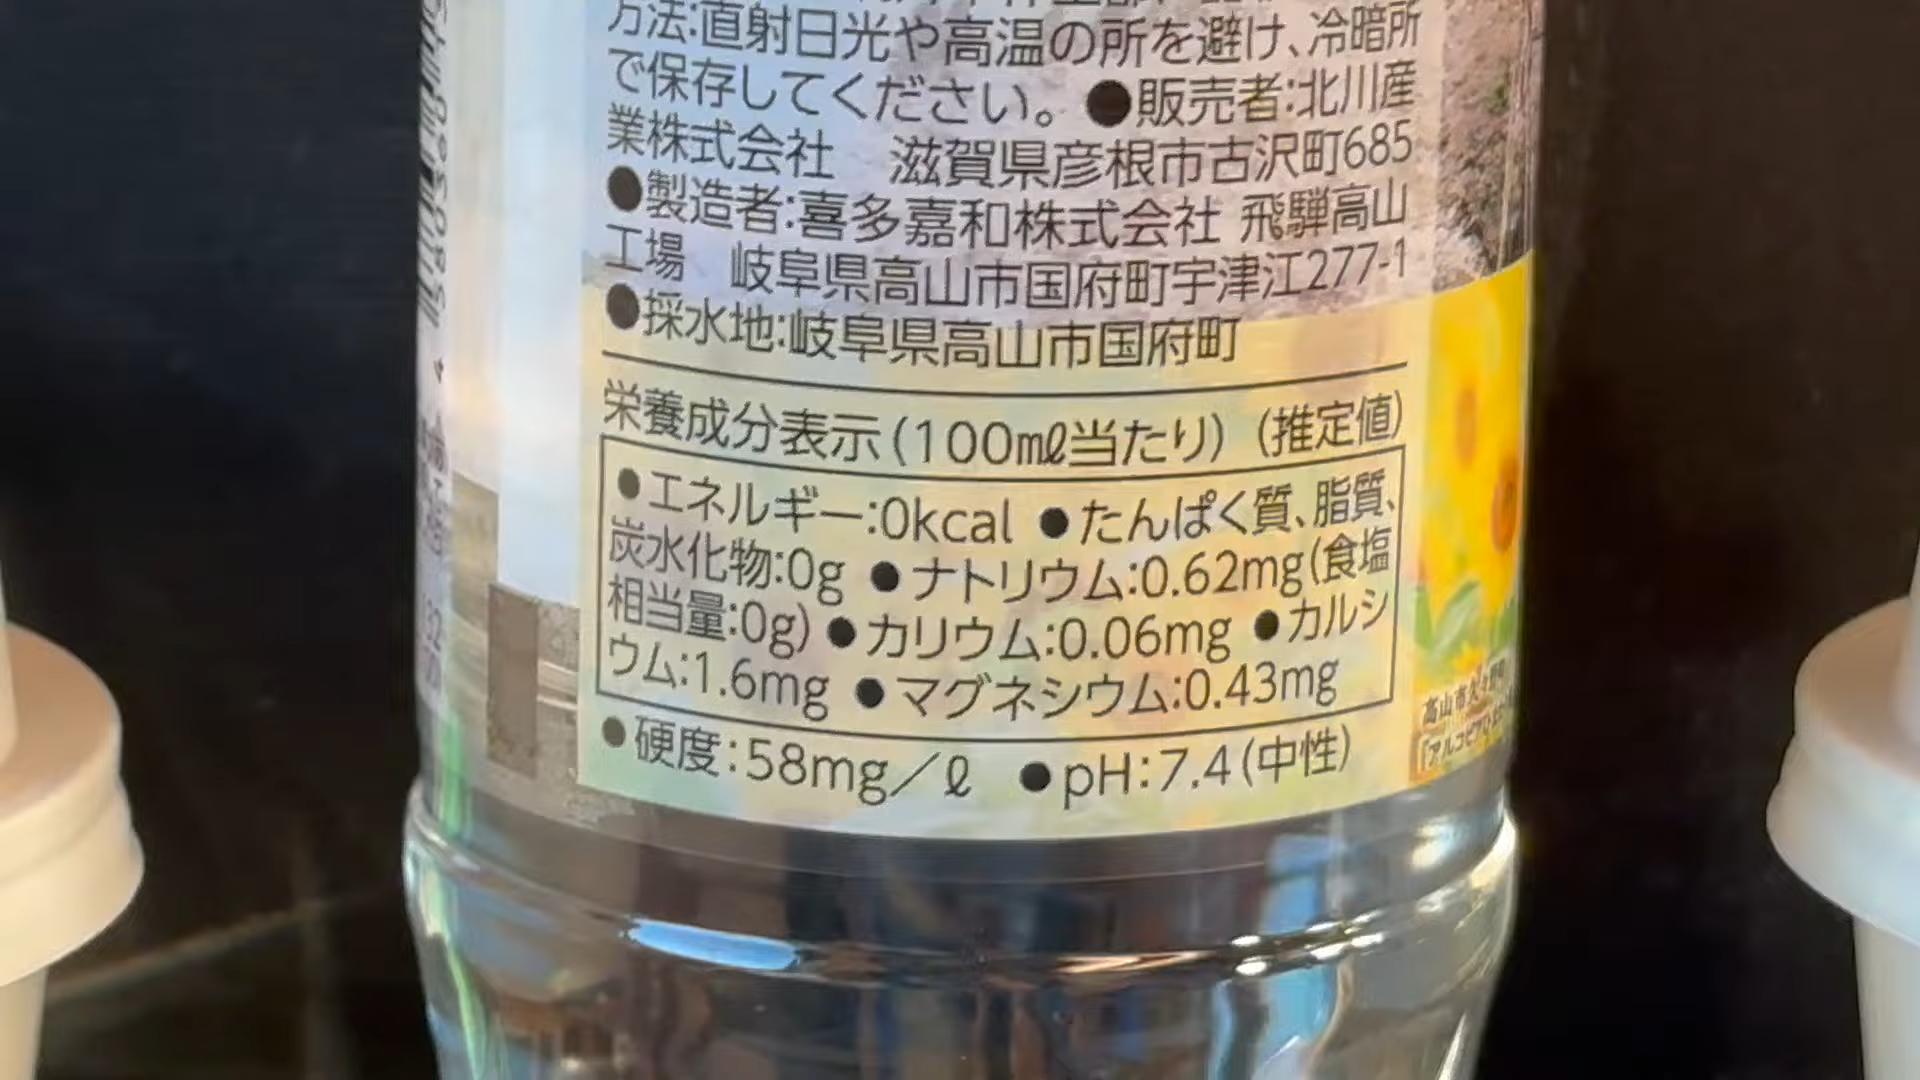 方法:直射日光や高温の所を避け、冷暗所
で保存してください。●販売者:北川産
業株式会社 滋賀県彦根市古沢町685
●製造者:喜多嘉和株式会社 飛騨高山
工場 岐阜県高山市国府町宇津江277-1
●採水地:岐阜県高山市国府町
栄養成分表示(100mℓ当たり)(推定値)
●エネルギー:0kcal ●たんぱく質、脂質、
炭水化物:0g ●ナトリウム:0.62mg(食塩
相当量:0g) ●カリウム:0.06mg ●カルシ
ウム:1.6mg ●マグネシウム:0.43mg
●硬度:58mg/ℓ ●pH:7.4(中性)
高山市久々野町